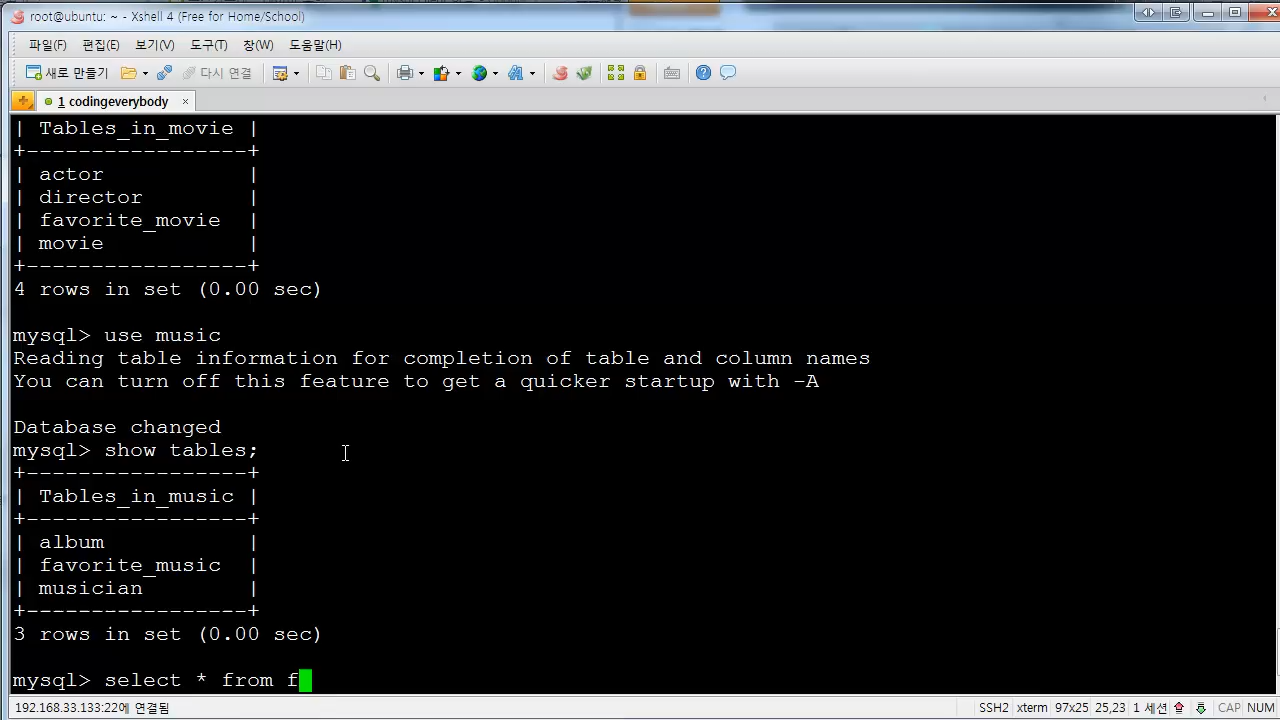 root@ubuntu: ~ - Xshell 4 (Free for Home/School)
파일(F) 편집(E) 보기(V) 도구(T) 창(W) 도움말(H)
새로 만들기 다시 연결
1 codingeverybody ×
| Tables_in_movie |
+-----------------+
| actor           |
| director        |
| favorite_movie  |
| movie           |
+-----------------+
4 rows in set (0.00 sec)
mysql> use music
Reading table information for completion of table and column names
You can turn off this feature to get a quicker startup with -A
Database changed
mysql> show tables;
+-----------------+
| Tables_in_music |
+-----------------+
| album           |
| favorite_music  |
| musician        |
+-----------------+
3 rows in set (0.00 sec)
mysql> select * from f
192.168.33.133:22에 연결됨 SSH2 xterm 97x25 25,23 1 세션 CAP NUM